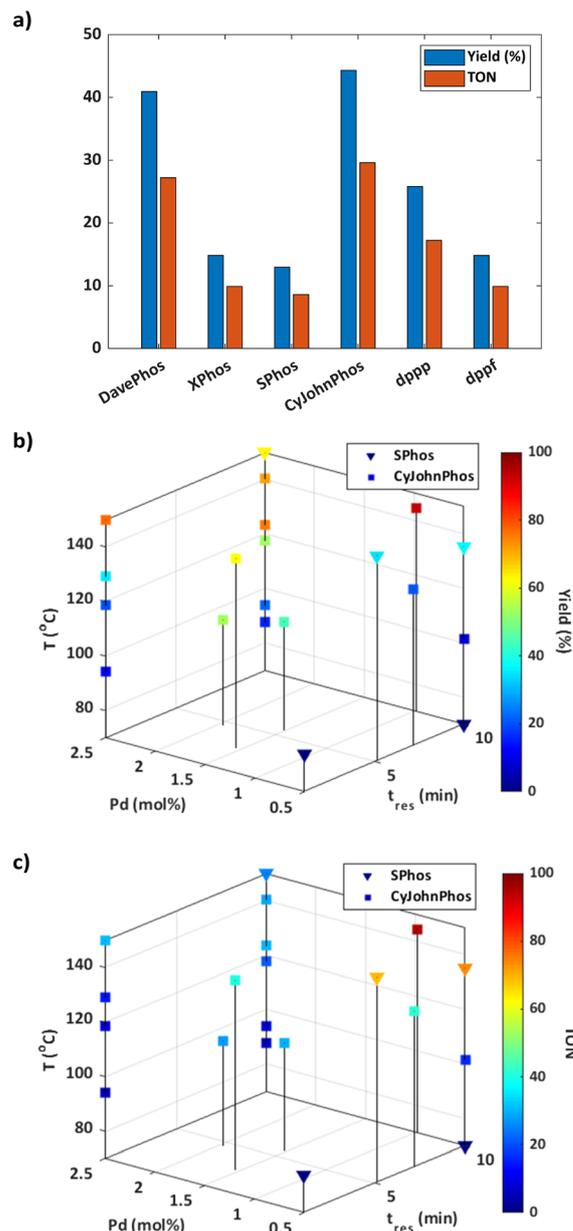 a)
50
40
30
20
10
0
Yield (%)
TON
DavePhos
XPhos
SPhos
CyJohnPhos
dppp
dppf
b)
SPhos
CyJohnPhos
140
120
100
80
T (°C)
2.5
2
1.5
1
0.5
Pd (mol%)
5
10
t_res (min)
100
80
60
40
20
0
Yield (%)
c)
SPhos
CyJohnPhos
140
120
100
80
T (°C)
2.5
2
1.5
1
0.5
Pd (mol%)
5
10
t_res (min)
100
80
60
40
20
0
TON